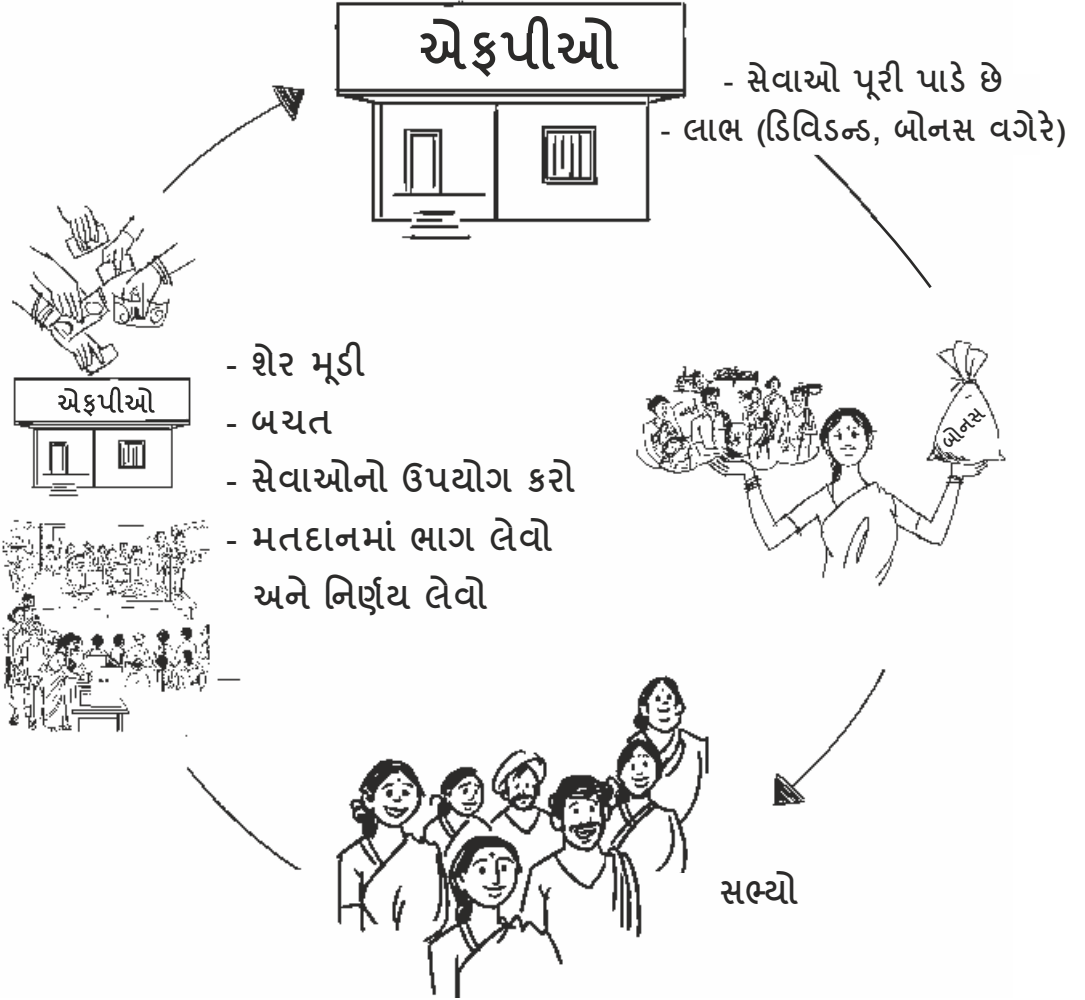 એફપીઓ
- સેવાઓ પૂરી પાડે છે
- લાભ (ડિવિડન્ડ, બોનસ વગેરે)
એફપીઓ
- શેર મૂડી
- બચત
- સેવાઓનો ઉપયોગ કરો
- મતદાનમાં ભાગ લેવો
અને નિર્ણય લેવો
બોનસ
સભ્યો